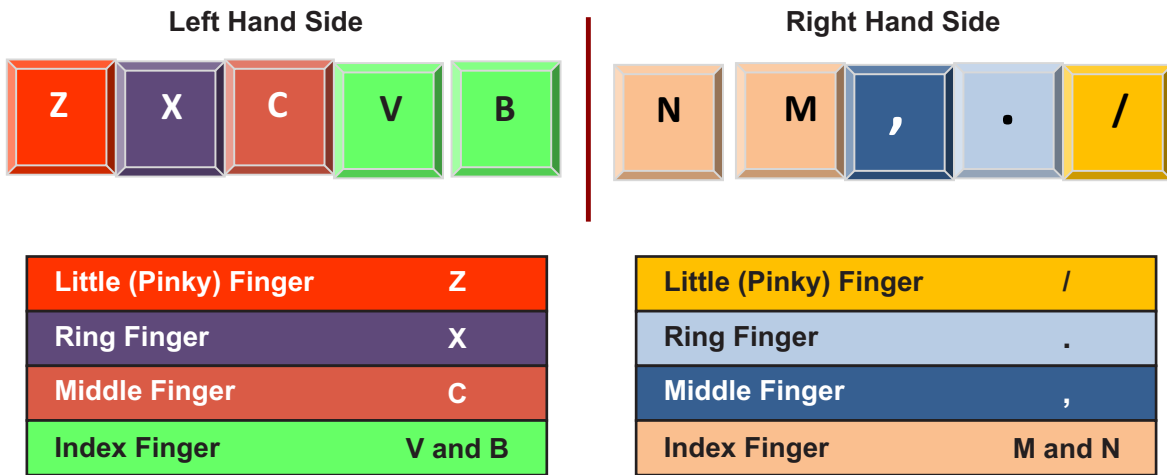 Left Hand Side
Z X C V B
Little (Pinky) Finger Z
Ring Finger X
Middle Finger C
Index Finger V and B
Right Hand Side
N M , . /
Little (Pinky) Finger /
Ring Finger .
Middle Finger ,
Index Finger M and N